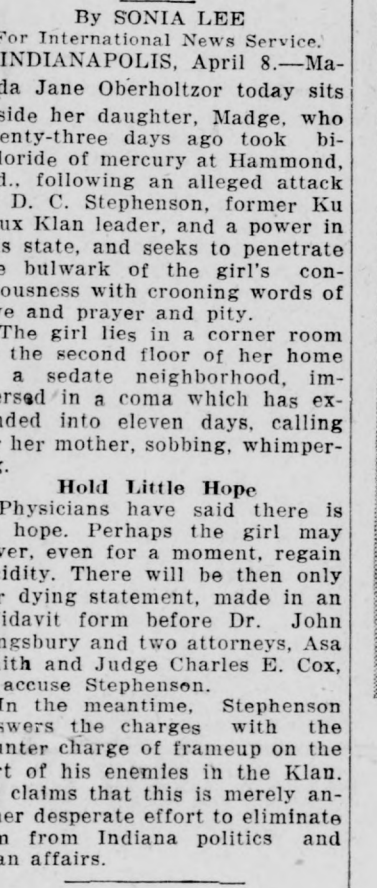 By SONIA LEE
For International News Service.
INDIANAPOLIS, April 8.—Ma-
da Jane Oberholtzor today sits
side her daughter, Madge, who
enty-three days ago took bi-
loride of mercury at Hammond,
d., following an alleged attack
D. C. Stephenson, former Ku
ux Klan leader, and a power in
s state, and seeks to penetrate
e bulwark of the girl's con-
ousness with crooning words of
ve and prayer and pity.
The girl lies in a corner room
the second floor of her home
a sedate neighborhood, im-
ersed in a coma which has ex-
nded into eleven days, calling
r her mother, sobbing, whimper-
g.
Hold Little Hope
Physicians have said there is
hope. Perhaps the girl may
ver, even for a moment, regain
idity. There will be then only
r dying statement, made in an
fidavit form before Dr. John
ngsbury and two attorneys, Asa
ith and Judge Charles E. Cox,
accuse Stephenson.
In the meantime, Stephenson
swers the charges with the
unter charge of frameup on the
rt of his enemies in the Klan.
claims that this is merely an-
her desperate effort to eliminate
m from Indiana politics and
an affairs.